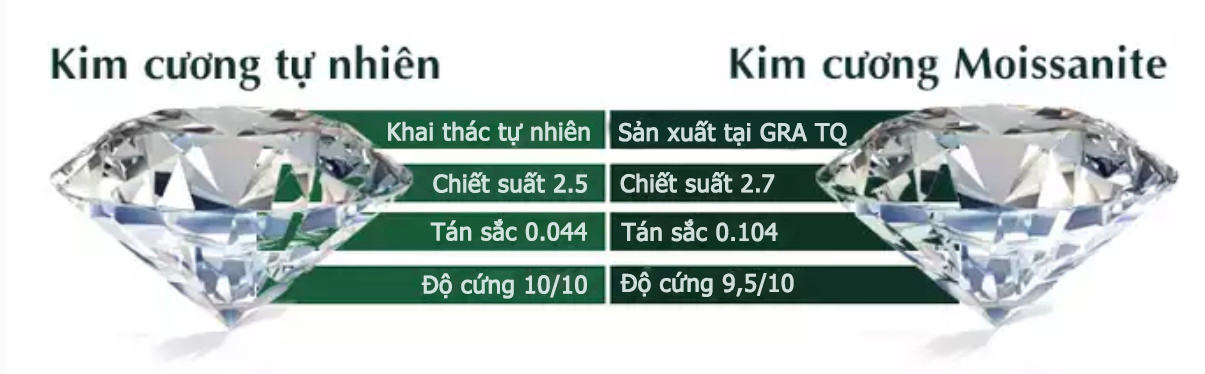 Kim cương tự nhiên
Kim cương Moissanite
Khai thác tự nhiên
Sản xuất tại GRA TQ
Chiết suất 2.5
Chiết suất 2.7
Tán sắc 0.044
Tán sắc 0.104
Độ cứng 10/10
Độ cứng 9,5/10